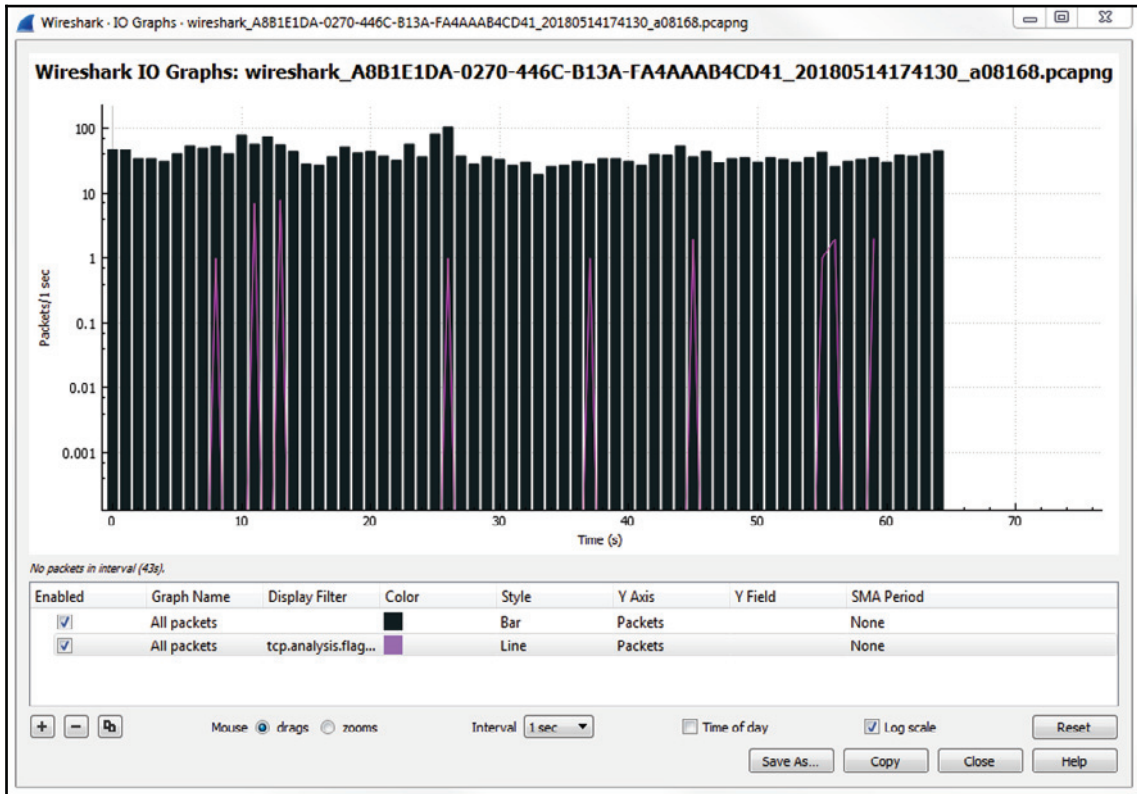 Wireshark · IO Graphs · wireshark_A8B1E1DA-0270-446C-B13A-FA4AAAB4CD41_20180514174130_a08168.pcapng
Wireshark IO Graphs: wireshark_A8B1E1DA-0270-446C-B13A-FA4AAAB4CD41_20180514174130_a08168.pcapng
Packets/1 sec
100
10
1
0.1
0.01
0.001
0 10 20 30 40 50 60 70
Time (s)
No packets in interval (43s).
Enabled Graph Name Display Filter Color Style Y Axis Y Field SMA Period
All packets Bar Packets None
All packets tcp.analysis.flag... Line Packets None
Mouse drags zooms Interval 1 sec Time of day Log scale Reset
Save As... Copy Close Help